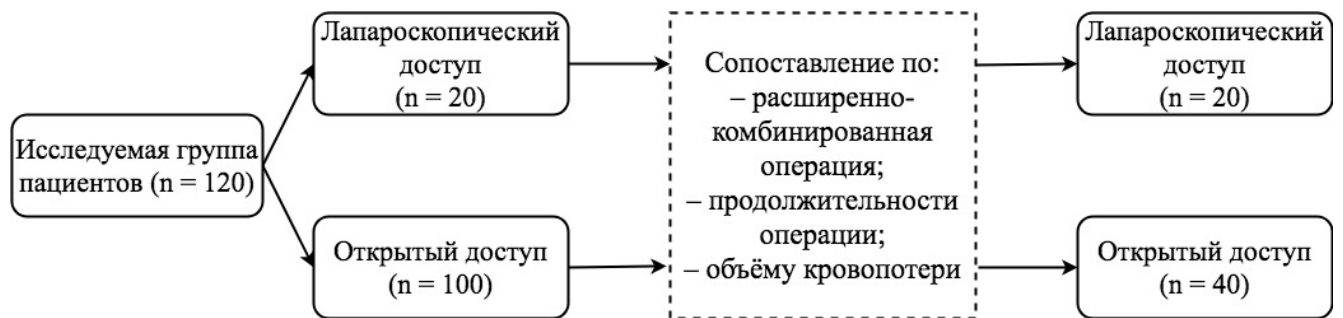 Исследуемая группа
пациентов (n = 120)
Лапароскопический
доступ
(n = 20)
Открытый доступ
(n = 100)
Сопоставление по:
– расширенно-
комбинированная
операция;
– продолжительности
операции;
– объёму кровопотери
Лапароскопический
доступ
(n = 20)
Открытый доступ
(n = 40)